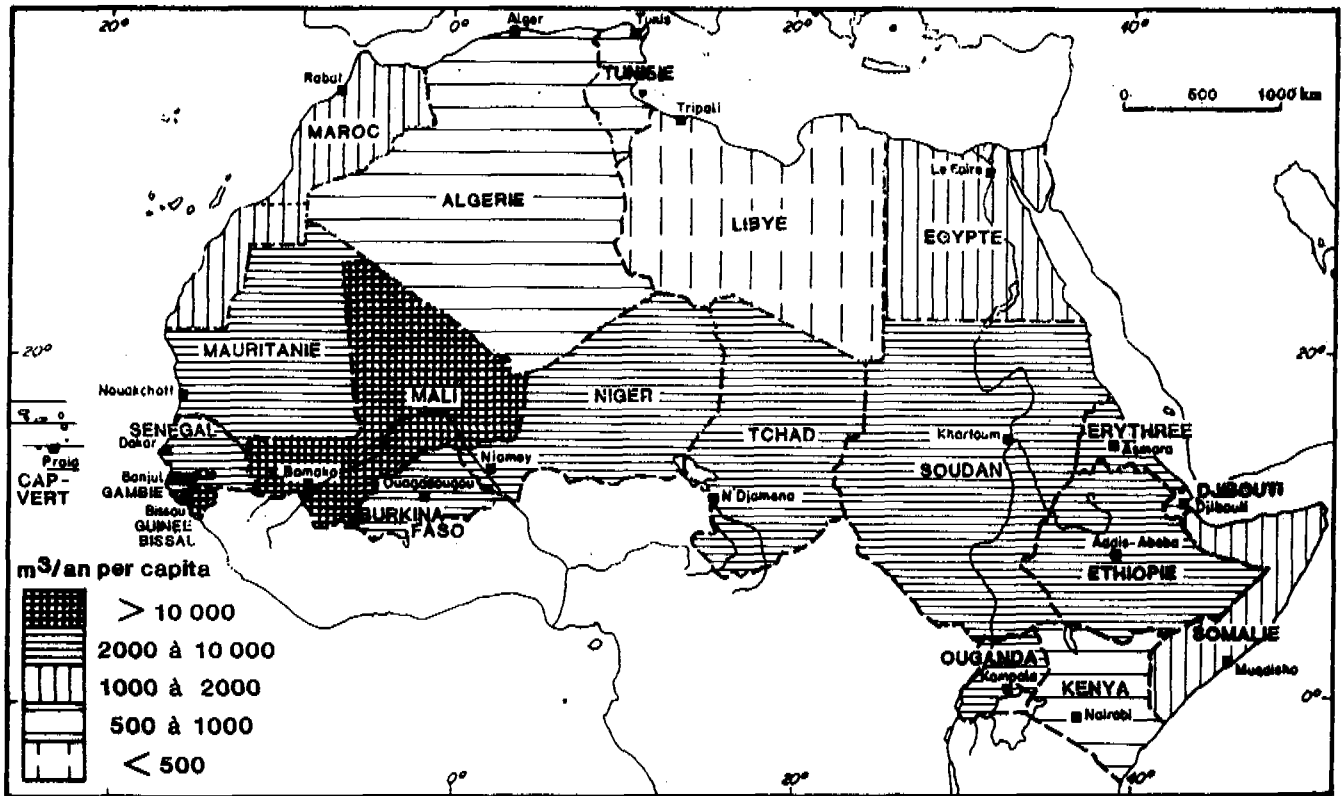 20°
0°
Alger
Tunis
20°
40°
TUNISIE
Rabat
Tripoli
0 500 1000 km
MAROC
Le Caire
ALGERIE
LIBYE
EGYPTE
20°
MAURITANIE
20°
Nouakchott
MALI
NIGER
SENEGAL
Dakar
TCHAD
Khartoum
ERYTHREE
Asmara
Praia
CAP-
VERT
Banjul
GAMBIE
Bamako
Niamey
SOUDAN
Ouagadougou
N'Djamena
DJIBOUTI
Djibouti
Bissau
GUINEE
BISSAU
BURKINA
FASO
Addis-Abeba
ETHIOPIE
m³/an per capita
> 10 000
2000 à 10 000
1000 à 2000
500 à 1000
< 500
SOMALIE
OUGANDA
Kampala
Muqdisho
KENYA
Nairobi
0°
0°
20°
40°